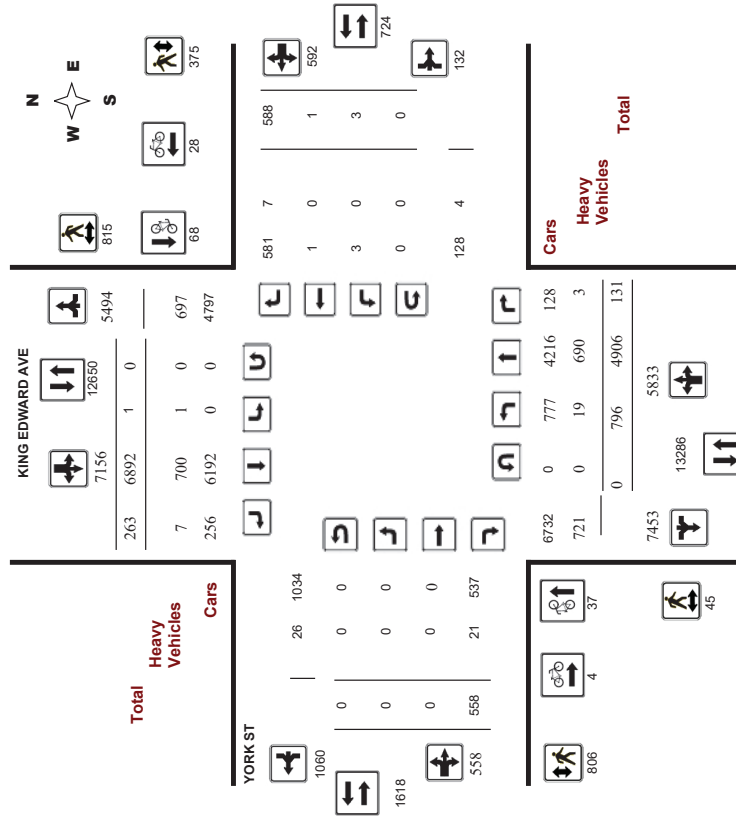 N
W E
S
815
375
68
28
KING EDWARD AVE
7156 12650 5494
263 6892 1 0
7 700 1 0 697
256 6192 0 0 4797
Total
Heavy
Vehicles
Cars
YORK ST
1060
1618
558
26 1034
0 0 0
0 0 0
0 0 0
558 21 537
581 7 588
1 0 1
3 0 3
0 0 0
128 4
592
724
132
6732 0 777 4216 128 Cars
721 0 19 690 3 Heavy
Vehicles
0 796 4906 131 Total
7453 13286 5833
806
4
37
45